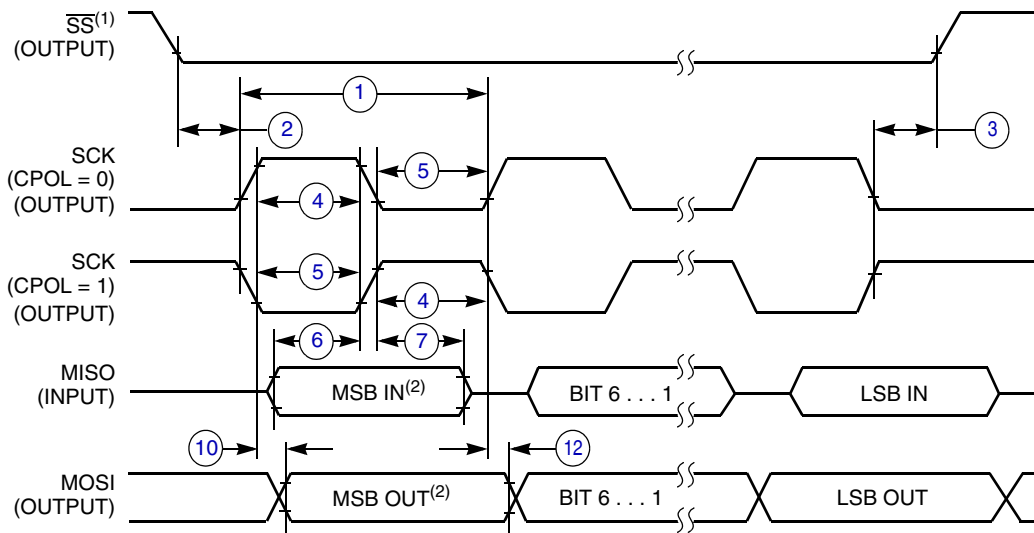 SS(1)
(OUTPUT)
1
2
3
SCK
(CPOL = 0)
(OUTPUT)
5
4
SCK
(CPOL = 1)
(OUTPUT)
5
4
6
7
MISO
(INPUT)
MSB IN(2)
BIT 6 . . . 1
LSB IN
10
12
MOSI
(OUTPUT)
MSB OUT(2)
BIT 6 . . . 1
LSB OUT